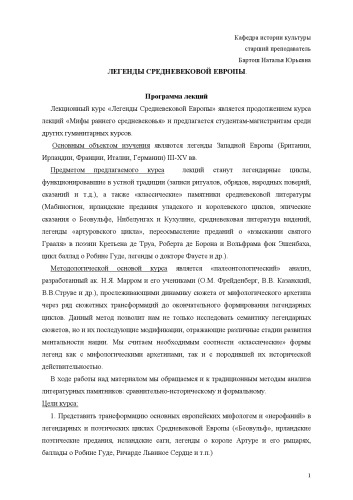 Кафедра истории культуры
старший преподаватель
Бартош Наталья Юрьевна
ЛЕГЕНДЫ СРЕДНЕВЕКОВОЙ ЕВРОПЫ
Программа лекций
Лекционный курс «Легенды Средневековой Европы» является продолжением курса
лекций «Мифы раннего средневековья» и предлагается студентам-магистрантам среди
других гуманитарных курсов.
Основным объектом изучения являются легенды Западной Европы (Британии,
Ирландии, Франции, Италии, Германии) III-XV вв.
Предметом предлагаемого курса лекций станут легендарные циклы,
функционировавшие в устной традиции (записи ритуалов, обрядов, народных поверий,
сказаний и т.д.), а также «классические» памятники средневековой литературы
(Мабиногион, ирландские предания уладского и королевского циклов, эпические
сказания о Беовульфе, Нибелунгах и Кухулине, средневековая литература видений,
легенды «артуровского цикла», переосмысление преданий о «взыскании святого
Грааля» в поэзии Кретьена де Труа, Роберта де Борона и Вольфрама фон Эшенбаха,
цикл баллад о Робине Гуде, легенды о докторе Фаусте и др.).
Методологической основой курса является «палеонтологический» анализ,
разработанный ак. Н.Я. Марром и его учениками (О.М. Фрейденберг, В.В. Казанский,
В.В.Струве и др.), прослеживающий динамику сюжета от мифологического архетипа
через ряд сюжетных трансформаций до окончательного формирования легендарных
циклов. Данный метод позволит нам не только исследовать семантику легендарных
сюжетов, но и их последующие модификации, отражающие различные стадии развития
ментальности нации. Мы считаем необходимым соотнести «классические» формы
легенд как с мифологическими архетипами, так и с породившей их исторической
действительностью.
В ходе работы над материалом мы обращаемся и к традиционным методам анализа
литературных памятников: сравнительно-историческому и формальному.
Цели курса:
1. Представить трансформацию основных европейских мифологем и «иерофаний» в
легендарных и поэтических циклах Средневековой Европы («Беовульф», ирландские
поэтические предания, исландские саги, легенды о короле Артуре и его рыцарях,
баллады о Робине Гуде, Ричарде Львиное Сердце и т.п.)
1